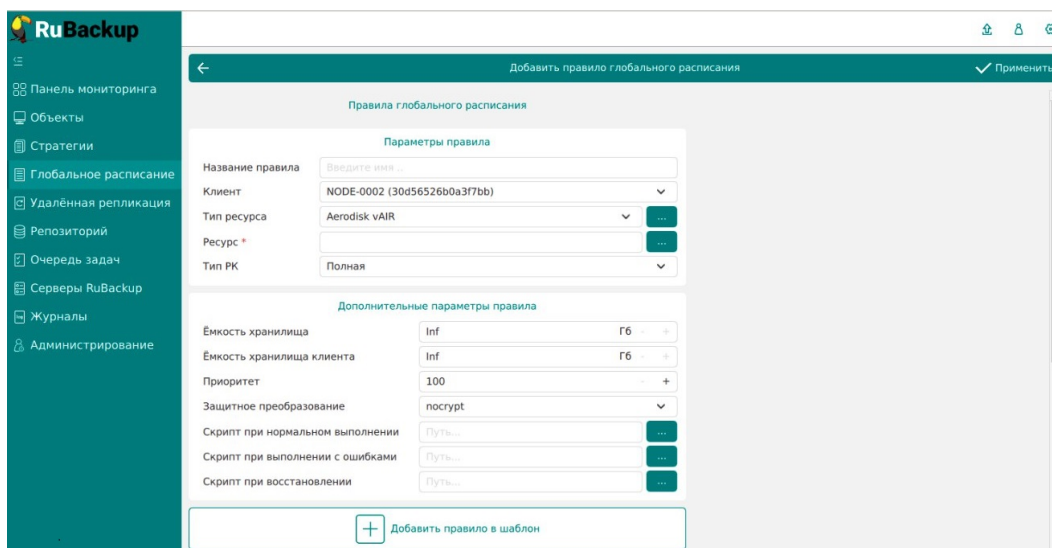 RuBackup
Добавить правило глобального расписания
Применить
Панель мониторинга
Объекты
Стратегии
Глобальное расписание
Удалённая репликация
Репозиторий
Очередь задач
Серверы RuBackup
Журналы
Администрирование
Правила глобального расписания
Параметры правила
Название правила Введите имя ...
Клиент NODE-0002 (30d56526b0a3f7bb)
Тип ресурса Aerodisk vAIR ...
Ресурс * ...
Тип РК Полная
Дополнительные параметры правила
Ёмкость хранилища Inf Гб - +
Ёмкость хранилища клиента Inf Гб - +
Приоритет 100 - +
Защитное преобразование nocrypt
Скрипт при нормальном выполнении Путь... ...
Скрипт при выполнении с ошибками Путь... ...
Скрипт при восстановлении Путь... ...
Добавить правило в шаблон